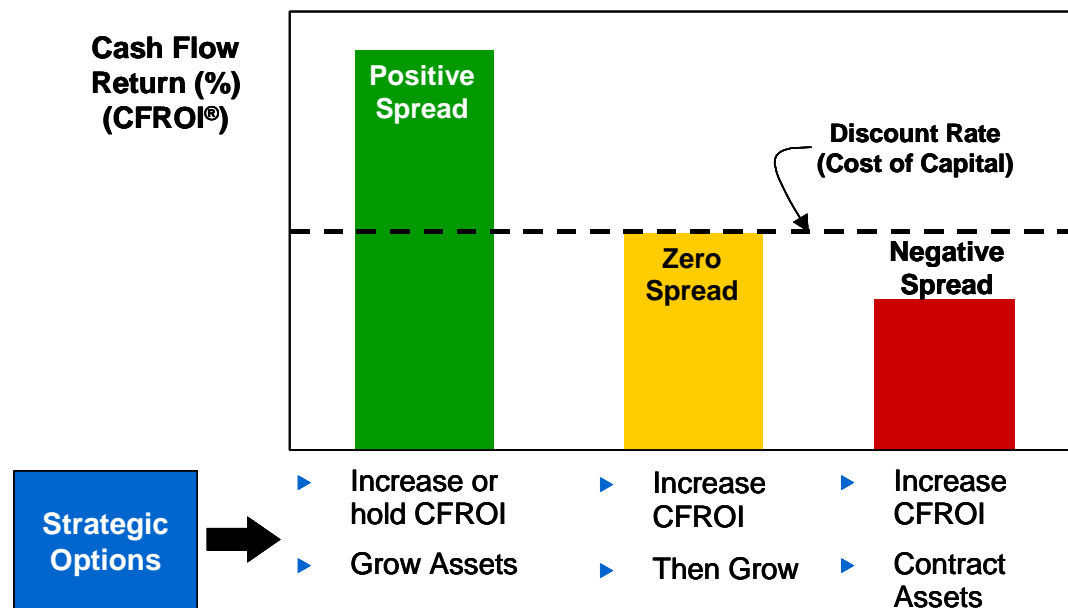 Cash Flow
Return (%)
(CFROI®)
Positive
Spread
Discount Rate
(Cost of Capital)
Zero
Spread
Negative
Spread
Strategic
Options
Increase or
hold CFROI
Grow Assets
Increase
CFROI
Then Grow
Increase
CFROI
Contract
Assets